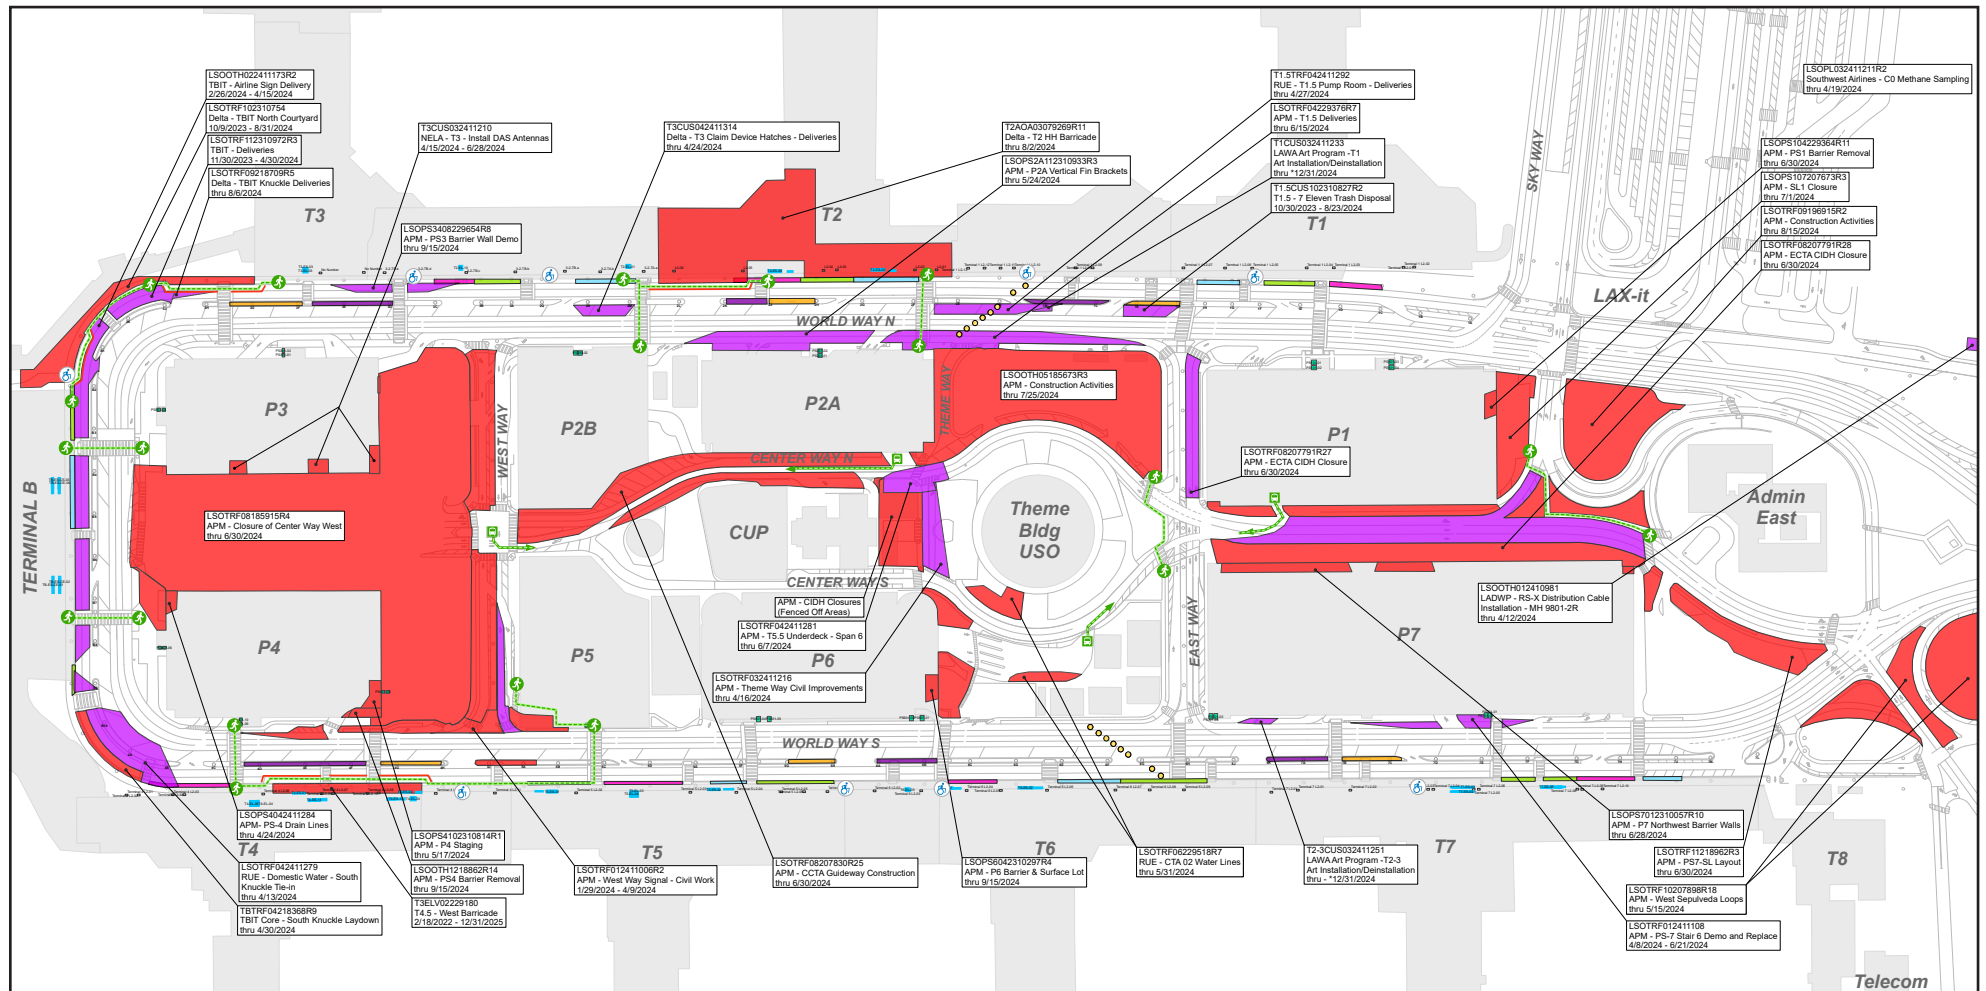 LSOOTH022411173R2
TBIT - Airline Sign Delivery
2/26/2024 - 4/15/2024
LSOTRF102310754
Delta - TBIT North Courtyard
10/9/2023 - 8/31/2024
LSOTRF112310972R3
TBIT - Deliveries
11/30/2023 - 4/30/2024
LSOTRF09218709R5
Delta - TBIT Knuckle Deliveries
thru 8/6/2024
T3CUS032411210
NELA - T3 - Install DAS Antennas
4/15/2024 - 6/28/2024
LSOPS3408229654R8
APM - PS3 Barrier Wall Demo
thru 9/15/2024
T3CUS042411314
Delta - T3 Claim Device Hatches - Deliveries
thru 4/24/2024
T2AOA03079269R11
Delta - T2 HH Barricade
thru 8/2/2024
LSOPS2A112310933R3
APM - P2A Vertical Fin Brackets
thru 5/24/2024
T1.5TRF042411292
RUE - T1.5 Pump Room - Deliveries
thru 4/27/2024
LSOTRF04229376R7
APM - T1.5 Deliveries
thru 6/15/2024
T1CUS032411233
LAWA Art Program -T1
Art Installation/Deinstallation
thru *12/31/2024
T1.5CUS102310827R2
T1.5 - 7 Eleven Trash Disposal
10/30/2023 - 8/23/2024
LSOPL032411211R2
Southwest Airlines - C0 Methane Sampling
thru 4/19/2024
LSOPS104229364R11
APM - PS1 Barrier Removal
thru 6/30/2024
LSOPS107207673R3
APM - SL1 Closure
thru 7/1/2024
LSOTRF09196915R2
APM - Construction Activities
thru 8/15/2024
LSOTRF08207791R28
APM - ECTA CIDH Closure
thru 6/30/2024
T3
T2
T1
SKY WAY
LAX-it
WORLD WAY N
P3
WEST WAY
P2B
P2A
THEME WAY
LSOOTH05185673R3
APM - Construction Activities
thru 7/25/2024
P1
CENTER WAY N
LSOTRF08207791R27
APM - ECTA CIDH Closure
thru 6/30/2024
TERMINAL B
LSOTRF08185915R4
APM - Closure of Center Way West
thru 6/30/2024
CUP
Theme
Bldg
USO
Admin
East
CENTER WAY S
APM - CIDH Closures
(Fenced Off Areas)
LSOTRF042411281
APM - T5.5 Underdeck - Span 6
thru 6/7/2024
LSOTRF032411216
APM - Theme Way Civil Improvements
thru 4/16/2024
LSOOTH012410981
LADWP - RS-X Distribution Cable
Installation - MH 9801-2R
thru 4/12/2024
P4
P5
P6
EAST WAY
P7
WORLD WAY S
LSOPS4042411284
APM- PS-4 Drain Lines
thru 4/24/2024
T4
LSOTRF042411279
RUE - Domestic Water - South
Knuckle Tie-in
thru 4/13/2024
TBTRF04218368R9
TBIT Core - South Knuckle Laydown
thru 4/30/2024
LSOPS4102310814R1
APM - P4 Staging
thru 5/17/2024
LSOOTH1218862R14
APM - PS4 Barrier Removal
thru 9/15/2024
T3ELV02229180
T4.5 - West Barricade
2/18/2022 - 12/31/2025
T5
LSOTRF012411006R2
APM - West Way Signal - Civil Work
1/29/2024 - 4/9/2024
LSOTRF08207830R25
APM - CCTA Guideway Construction
thru 6/30/2024
T6
LSOPS6042310297R4
APM - P6 Barrier & Surface Lot
thru 9/15/2024
LSOTRF06229518R7
RUE - CTA 02 Water Lines
thru 5/31/2024
T2-3CUS032411251
LAWA Art Program -T2-3
Art Installation/Deinstallation
thru - *12/31/2024
T7
LSOPS7012310057R10
APM - P7 Northwest Barrier Walls
thru 6/28/2024
LSOTRF11218962R3
APM - PS7-SL Layout
thru 6/30/2024
LSOTRF10207898R18
APM - West Sepulveda Loops
thru 5/15/2024
LSOTRF012411108
APM - PS-7 Stair 6 Demo and Replace
4/8/2024 - 6/21/2024
T8
Telecom